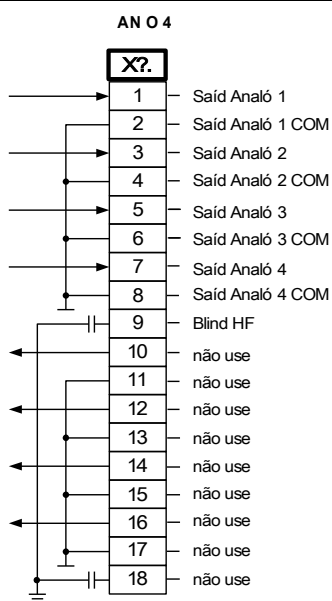 AN O 4
X?.
1 Saíd Analó 1
2 Saíd Analó 1 COM
3 Saíd Analó 2
4 Saíd Analó 2 COM
5 Saíd Analó 3
6 Saíd Analó 3 COM
7 Saíd Analó 4
8 Saíd Analó 4 COM
9 Blind HF
10 não use
11 não use
12 não use
13 não use
14 não use
15 não use
16 não use
17 não use
18 não use